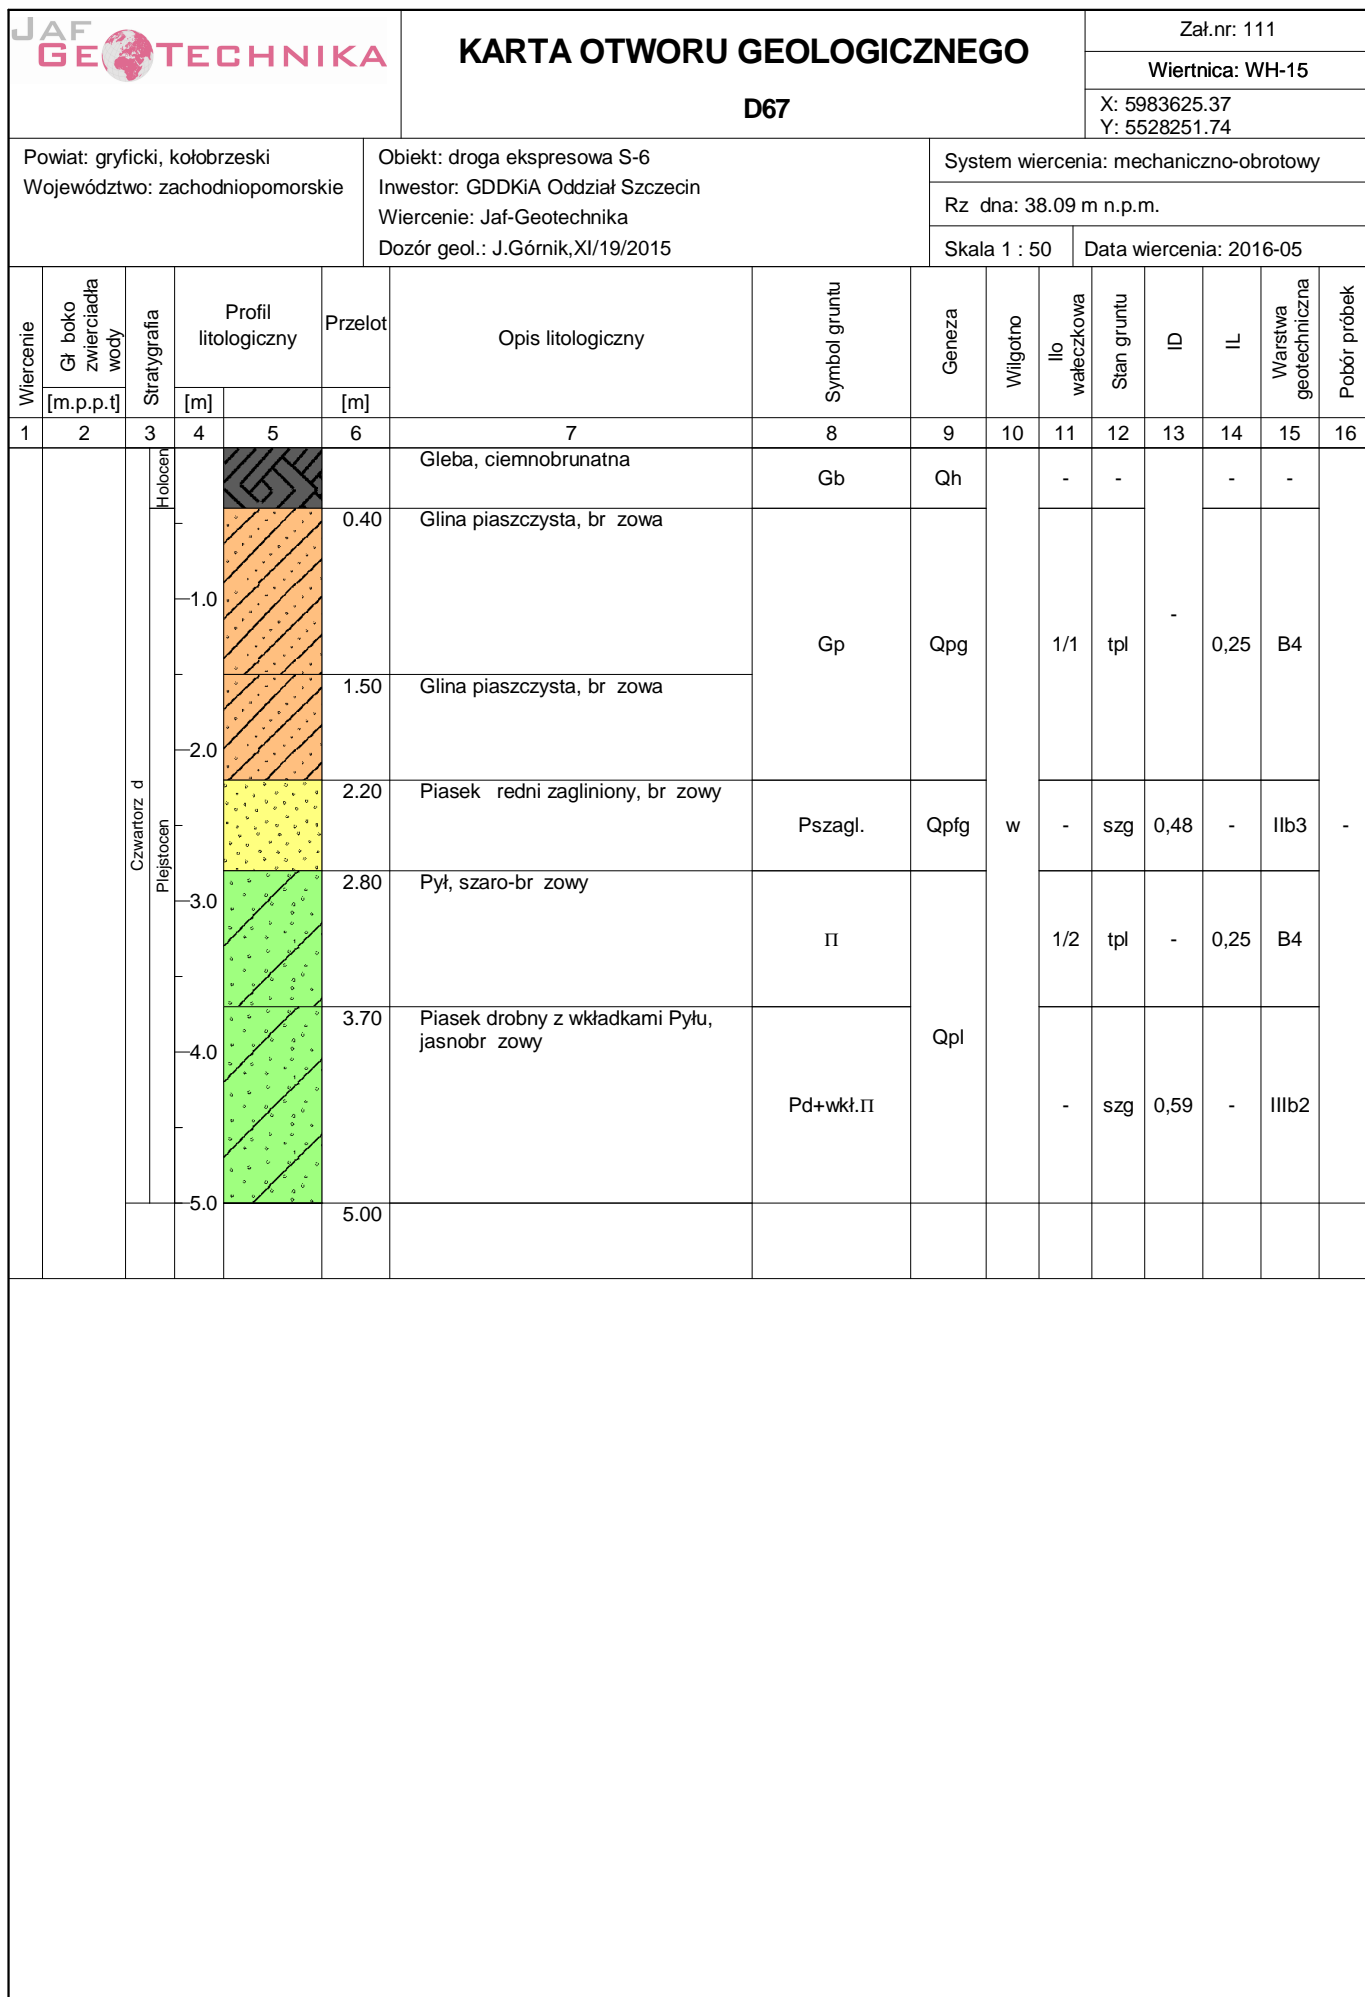 JAF
GEOTECHNIKA
KARTA OTWORU GEOLOGICZNEGO
D67
Zał.nr: 111
Wiertnica: WH-15
X: 5983625.37
Y: 5528251.74
Powiat: gryficki, kołobrzeski
Województwo: zachodniopomorskie
Obiekt: droga ekspresowa S-6
Inwestor: GDDKiA Oddział Szczecin
Wiercenie: Jaf-Geotechnika
Dozór geol.: J.Górnik,XI/19/2015
System wiercenia: mechaniczno-obrotowy
Rz dna: 38.09 m n.p.m.
Skala 1 : 50
Data wiercenia: 2016-05
Wiercenie
Gł boko
zwierciadła
wody
[m.p.p.t]
Stratygrafia
Profil
litologiczny
[m]
Przelot
[m]
Opis litologiczny
Symbol gruntu
Geneza
Wilgotno
Ilo
wałeczkowa
Stan gruntu
ID
IL
Warstwa
geotechniczna
Pobór próbek
1 2 3 4 5 6 7 8 9 10 11 12 13 14 15 16
Holocen
Gleba, ciemnobrunatna
Gb Qh - - - -
0.40 Glina piaszczysta, br zowa
1.0
-
Gp Qpg 1/1 tpl 0,25 B4
1.50 Glina piaszczysta, br zowa
2.0
Czwartorz d
Plejstocen
2.20 Piasek redni zagliniony, br zowy
Pszagl. Qpfg w - szg 0,48 - IIb3 -
2.80 Pył, szaro-br zowy
3.0
Π 1/2 tpl - 0,25 B4
3.70 Piasek drobny z wkładkami Pyłu,
jasnobr zowy
Qpl
4.0
Pd+wkł.Π - szg 0,59 - IIIb2
5.0
5.00